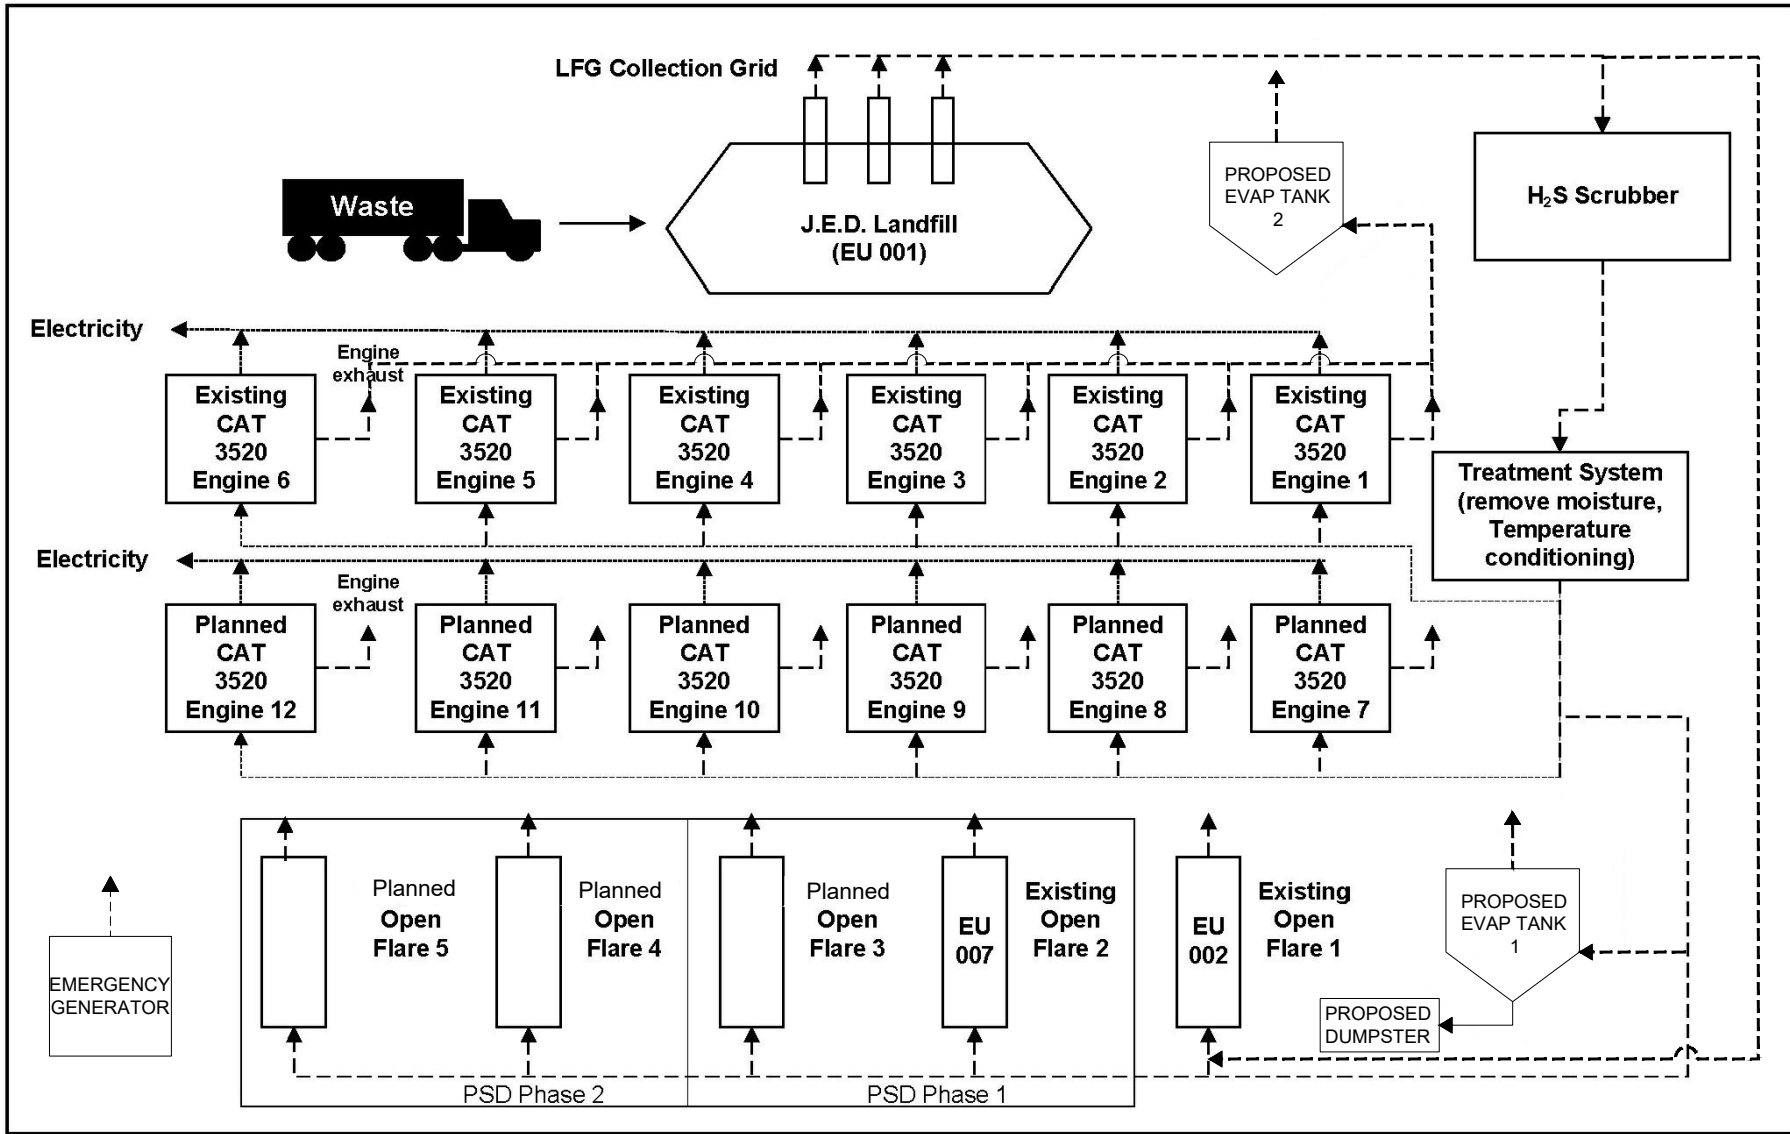 LFG Collection Grid
Waste
J.E.D. Landfill
(EU 001)
PROPOSED
EVAP TANK
2
H₂S Scrubber
Electricity
Engine
exhaust
Existing
CAT
3520
Engine 6
Existing
CAT
3520
Engine 5
Existing
CAT
3520
Engine 4
Existing
CAT
3520
Engine 3
Existing
CAT
3520
Engine 2
Existing
CAT
3520
Engine 1
Treatment System
(remove moisture,
Temperature
conditioning)
Electricity
Engine
exhaust
Planned
CAT
3520
Engine 12
Planned
CAT
3520
Engine 11
Planned
CAT
3520
Engine 10
Planned
CAT
3520
Engine 9
Planned
CAT
3520
Engine 8
Planned
CAT
3520
Engine 7
EMERGENCY
GENERATOR
Planned
Open
Flare 5
Planned
Open
Flare 4
Planned
Open
Flare 3
EU
007
Existing
Open
Flare 2
EU
002
Existing
Open
Flare 1
PROPOSED
EVAP TANK
1
PROPOSED
DUMPSTER
PSD Phase 2
PSD Phase 1